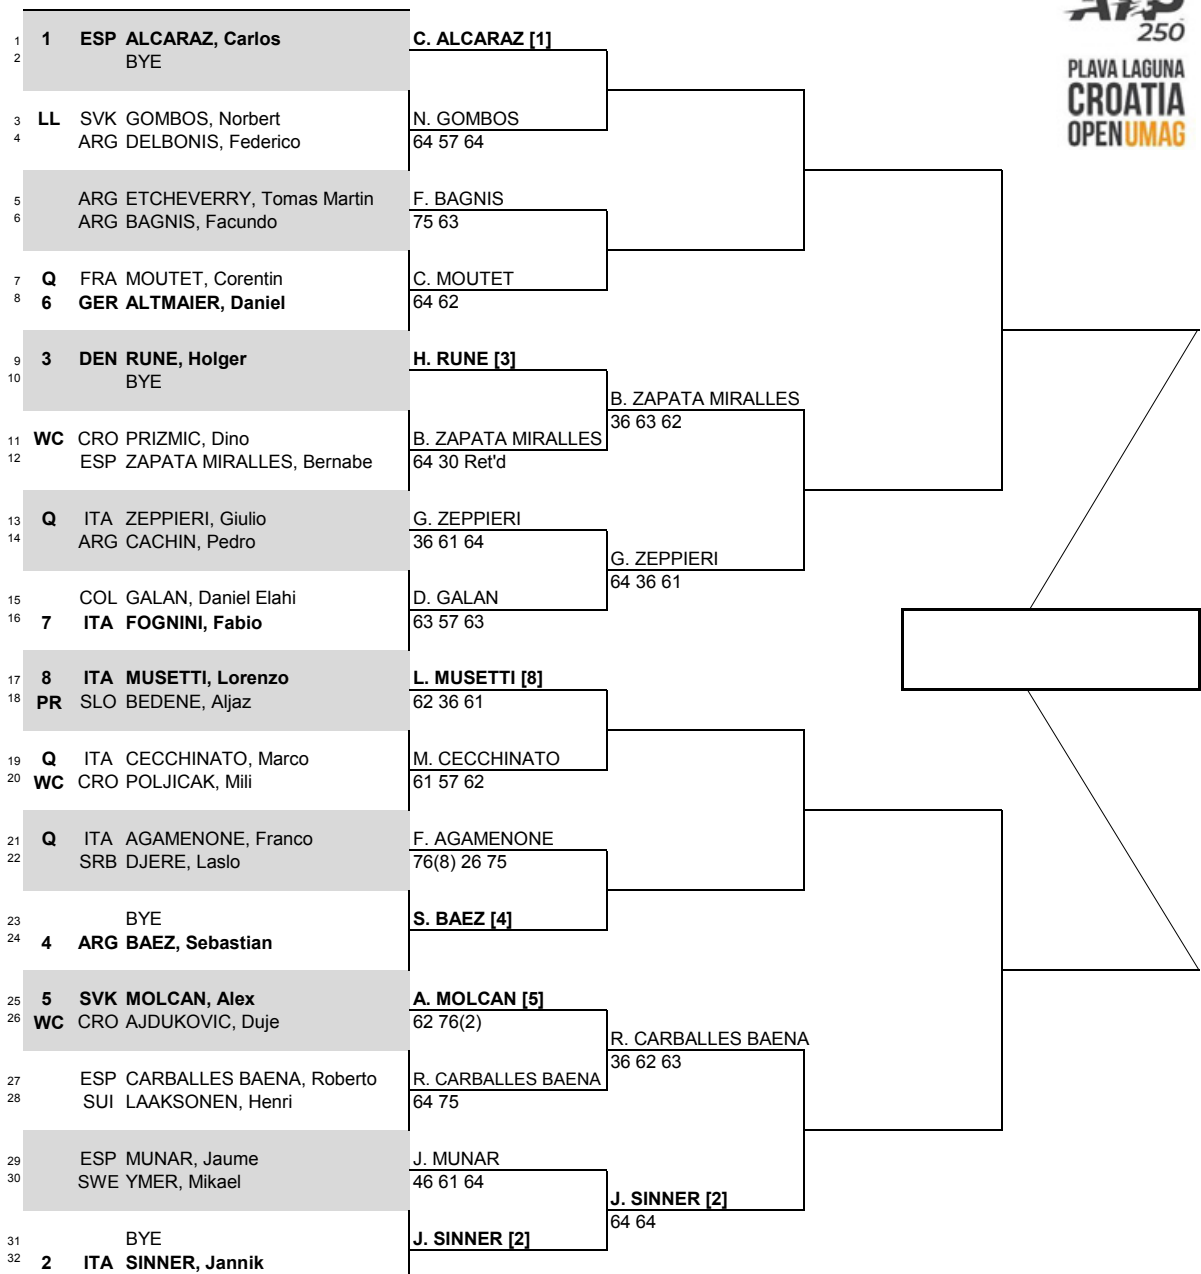 ATP
250
PLAVA LAGUNA
CROATIA
OPEN UMAG
1 1 ESP ALCARAZ, Carlos
2 BYE
C. ALCARAZ [1]
3 LL SVK GOMBOS, Norbert
4 ARG DELBONIS, Federico
N. GOMBOS
64 57 64
5 ARG ETCHEVERRY, Tomas Martin
6 ARG BAGNIS, Facundo
F. BAGNIS
75 63
7 Q FRA MOUTET, Corentin
8 6 GER ALTMAIER, Daniel
C. MOUTET
64 62
9 3 DEN RUNE, Holger
10 BYE
H. RUNE [3]
B. ZAPATA MIRALLES
36 63 62
11 WC CRO PRIZMIC, Dino
12 ESP ZAPATA MIRALLES, Bernabe
B. ZAPATA MIRALLES
64 30 Ret'd
13 Q ITA ZEPPIERI, Giulio
14 ARG CACHIN, Pedro
G. ZEPPIERI
36 61 64
G. ZEPPIERI
64 36 61
15 COL GALAN, Daniel Elahi
16 7 ITA FOGNINI, Fabio
D. GALAN
63 57 63
17 8 ITA MUSETTI, Lorenzo
18 PR SLO BEDENE, Aljaz
L. MUSETTI [8]
62 36 61
19 Q ITA CECCHINATO, Marco
20 WC CRO POLJICAK, Mili
M. CECCHINATO
61 57 62
21 Q ITA AGAMENONE, Franco
22 SRB DJERE, Laslo
F. AGAMENONE
76(8) 26 75
23 BYE
24 4 ARG BAEZ, Sebastian
S. BAEZ [4]
25 5 SVK MOLCAN, Alex
26 WC CRO AJDUKOVIC, Duje
A. MOLCAN [5]
62 76(2)
R. CARBALLES BAENA
36 62 63
27 ESP CARBALLES BAENA, Roberto
28 SUI LAAKSONEN, Henri
R. CARBALLES BAENA
64 75
29 ESP MUNAR, Jaume
30 SWE YMER, Mikael
J. MUNAR
46 61 64
J. SINNER [2]
64 64
31 BYE
32 2 ITA SINNER, Jannik
J. SINNER [2]